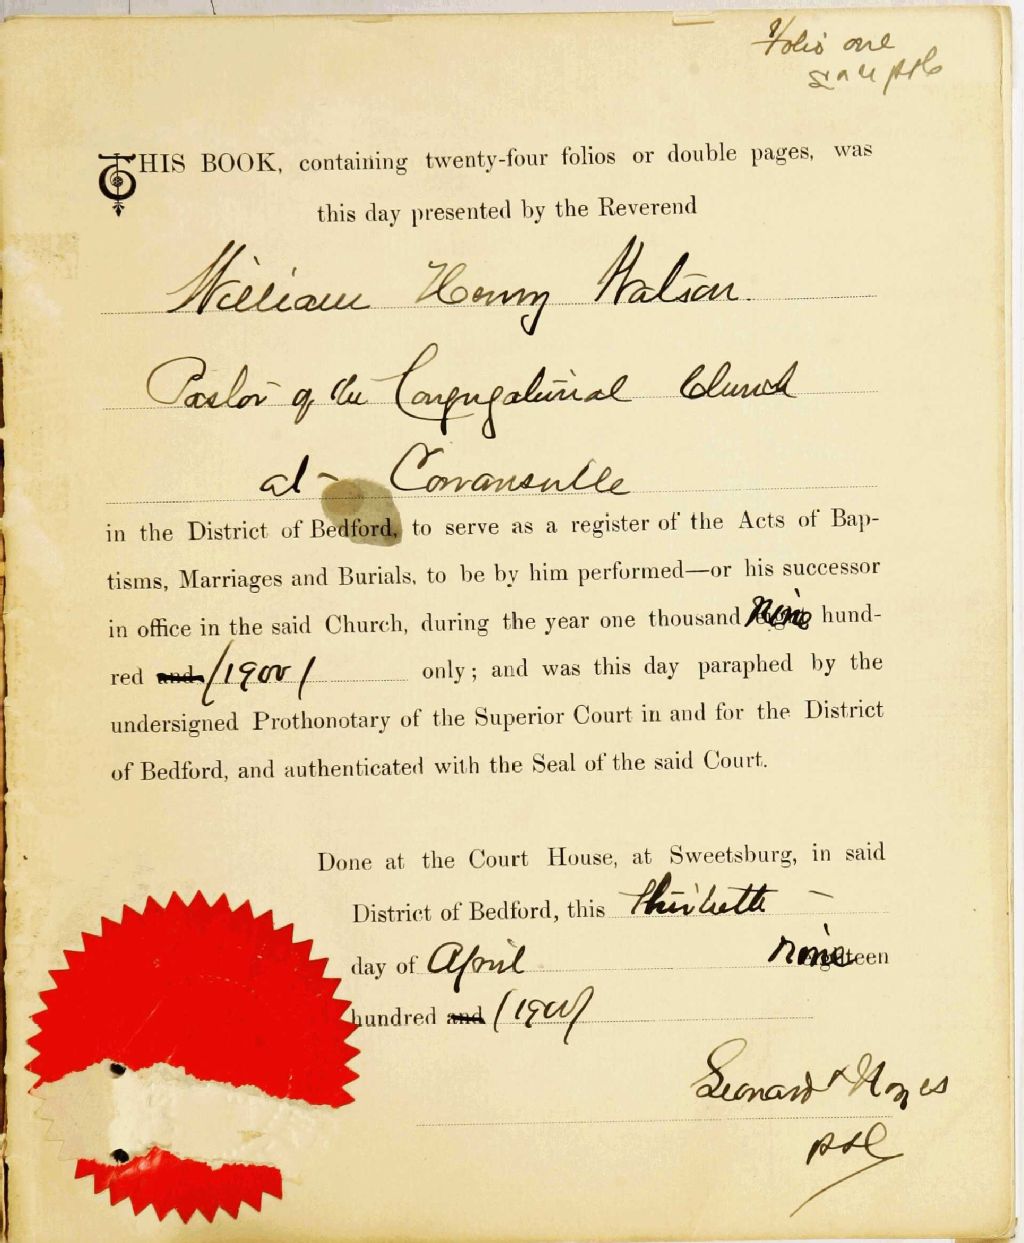 Folio one
THIS BOOK, containing twenty-four folios or double pages, was
this day presented by the Reverend
William Henry Watson
Pastor of the Congregational Church
at Cowansville
in the District of Bedford, to serve as a register of the Acts of Bap-
tisms, Marriages and Burials, to be by him performed—or his successor
in office in the said Church, during the year one thousand nine hund-
red and (1900) only; and was this day paraphed by the
undersigned Prothonotary of the Superior Court in and for the District
of Bedford, and authenticated with the Seal of the said Court.
Done at the Court House, at Sweetsburg, in said
District of Bedford, this
day of April nineteen
hundred and (1900)
Leonard & Noyes
PSC